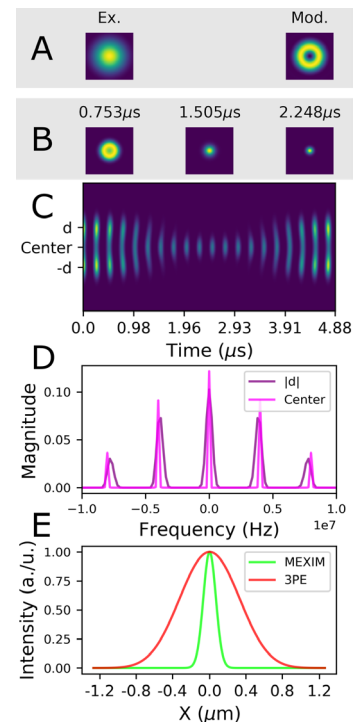 Ex. Mod.
A
0.753μs 1.505μs 2.248μs
B
C
d
Center
-d
0.0 0.98 1.96 2.93 3.91 4.88
Time (μs)
D
Magnitude
0.10
0.05
0.00
|d|
Center
-1.0 -0.5 0.0 0.5 1.0
Frequency (Hz) 1e7
E
Intensity (a./u.)
1.00
0.75
0.50
0.25
0.00
MEXIM
3PE
-1.2 -0.8 -0.4 0.0 0.4 0.8 1.2
X (μm)